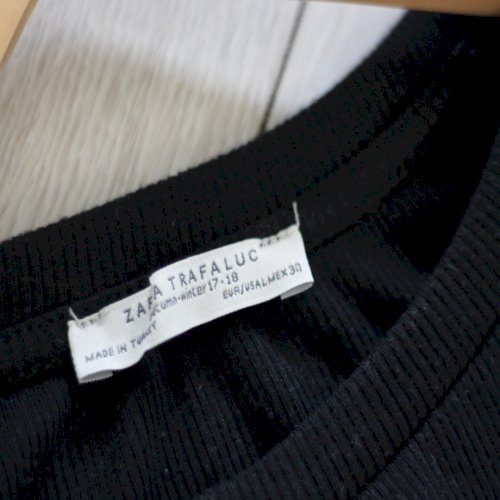 ZARA TRAFALUC
autumn-winter 17-18
EUR/USA L MEX 30
MADE IN TURKEY